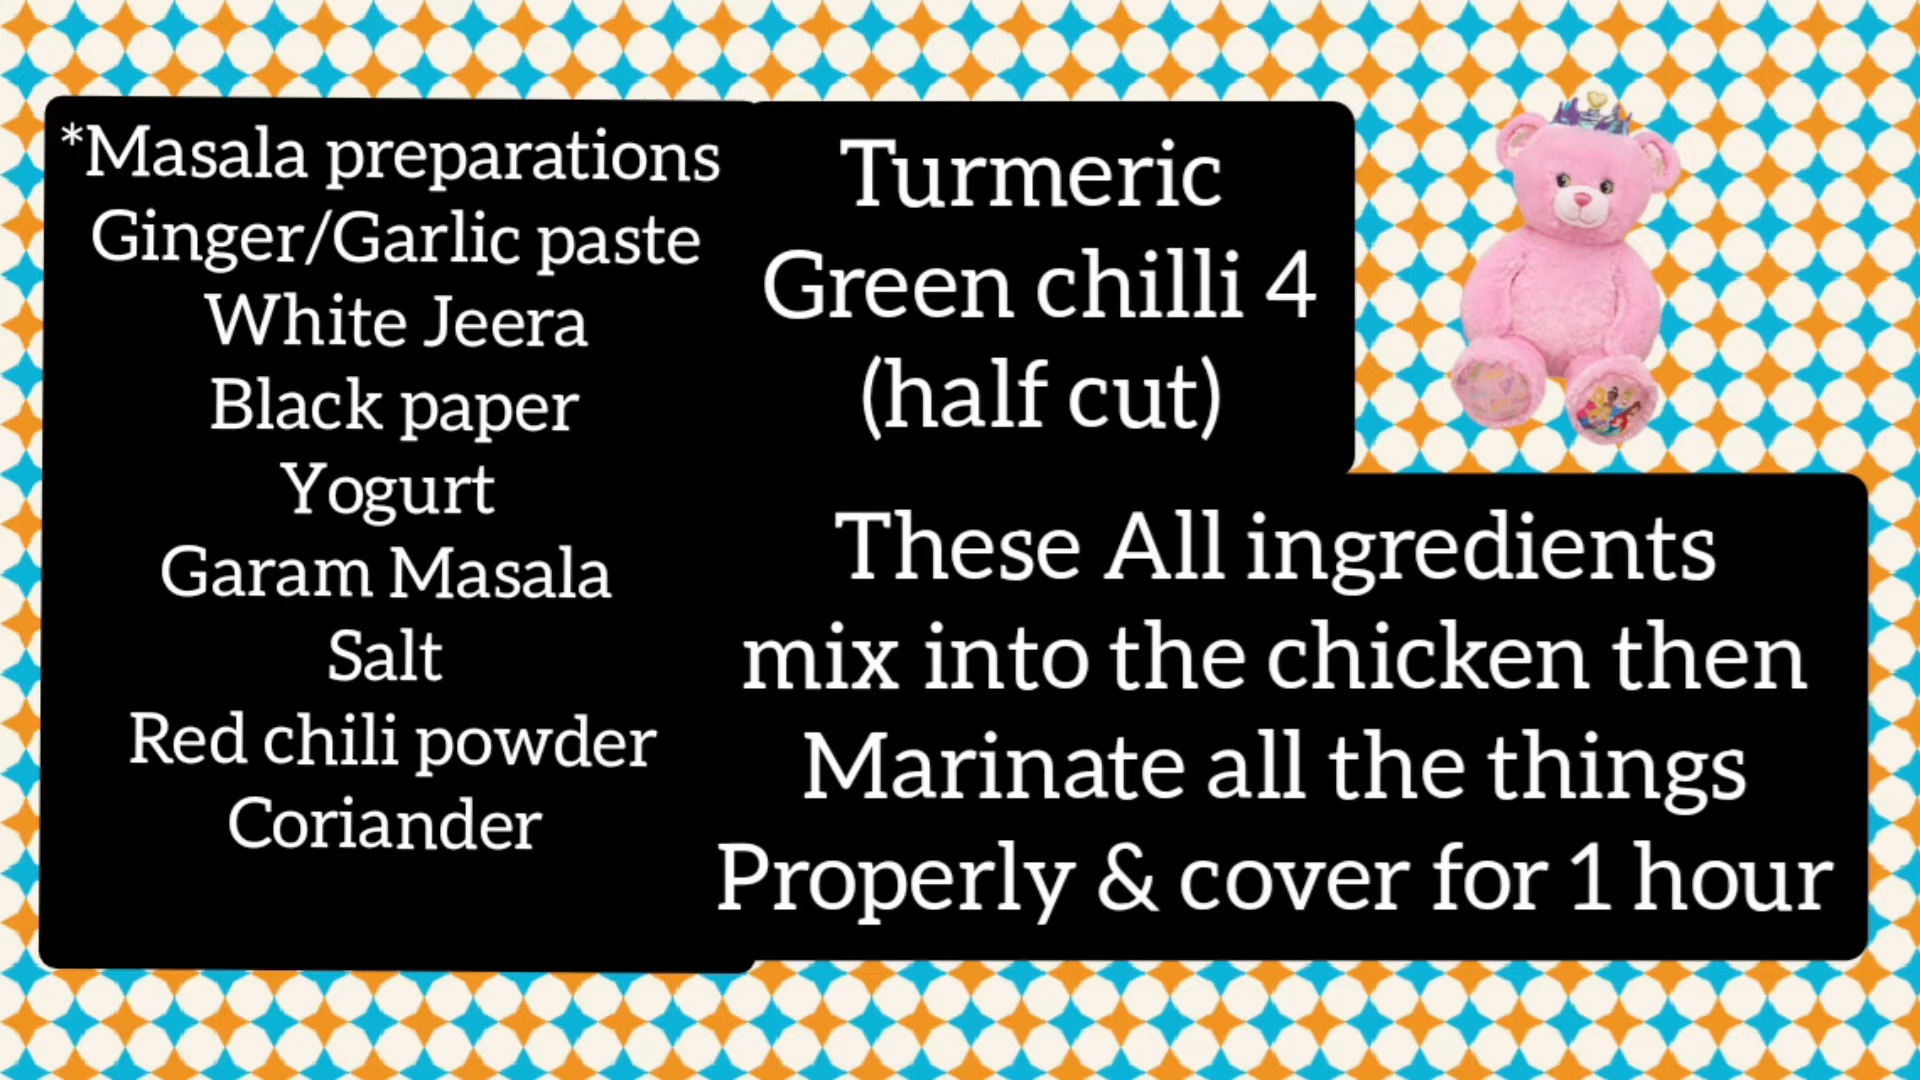 *Masala preparations
Ginger/Garlic paste
White Jeera
Black paper
Yogurt
Garam Masala
Salt
Red chili powder
Coriander
Turmeric
Green chilli 4
(half cut)
These All ingredients
mix into the chicken then
Marinate all the things
Properly & cover for 1 hour